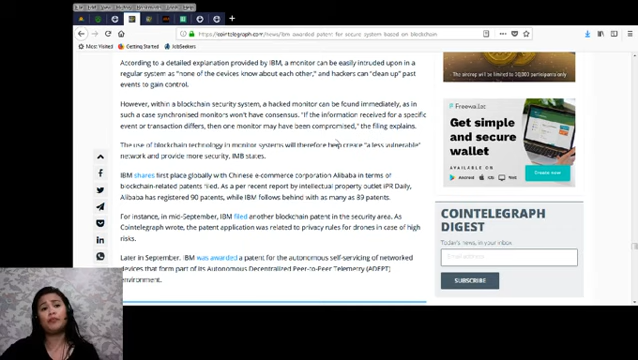 https://cointelegraph.com/news/ibm-awarded-patent-for-secure-system-based-on-blockchain
Most Visited Getting Started JobSeekers
According to a detailed explanation provided by IBM, a monitor can be easily intruded upon in a
regular system as "none of the devices know about each other," and hackers can "clean up" past
events to gain control.
However, within a blockchain security system, a hacked monitor can be found immediately, as in
such a case synchronised monitors won't have consensus. "If the information received for a specific
event or transaction differs, then one monitor may have been compromised," the filing explains.
The use of blockchain technology in monitor systems will therefore help create "a less vulnerable"
network and provide more security, IMB states.
IBM shares first place globally with Chinese e-commerce corporation Alibaba in terms of
blockchain-related patents filed. As a per recent report by intellectual property outlet iPR Daily,
Alibaba has registered 90 patents, while IBM follows behind with as many as 89 patents.
For instance, in mid-September, IBM filed another blockchain patent in the security area. As
Cointelegraph wrote, the patent application was related to privacy rules for drones in case of high
risks.
Later in September, IBM was awarded a patent for the autonomous self-servicing of networked
devices that form part of its Autonomous Decentralized Peer-to-Peer Telemetry (ADEPT)
environment.
The airdrop will be limited to 30,000 participants only
Freewallet
Get simple
and secure
wallet
AVAILABLE ON
Android iOS Web
Create now
COINTELEGRAPH
DIGEST
Today's news, in your inbox
Email address
SUBSCRIBE